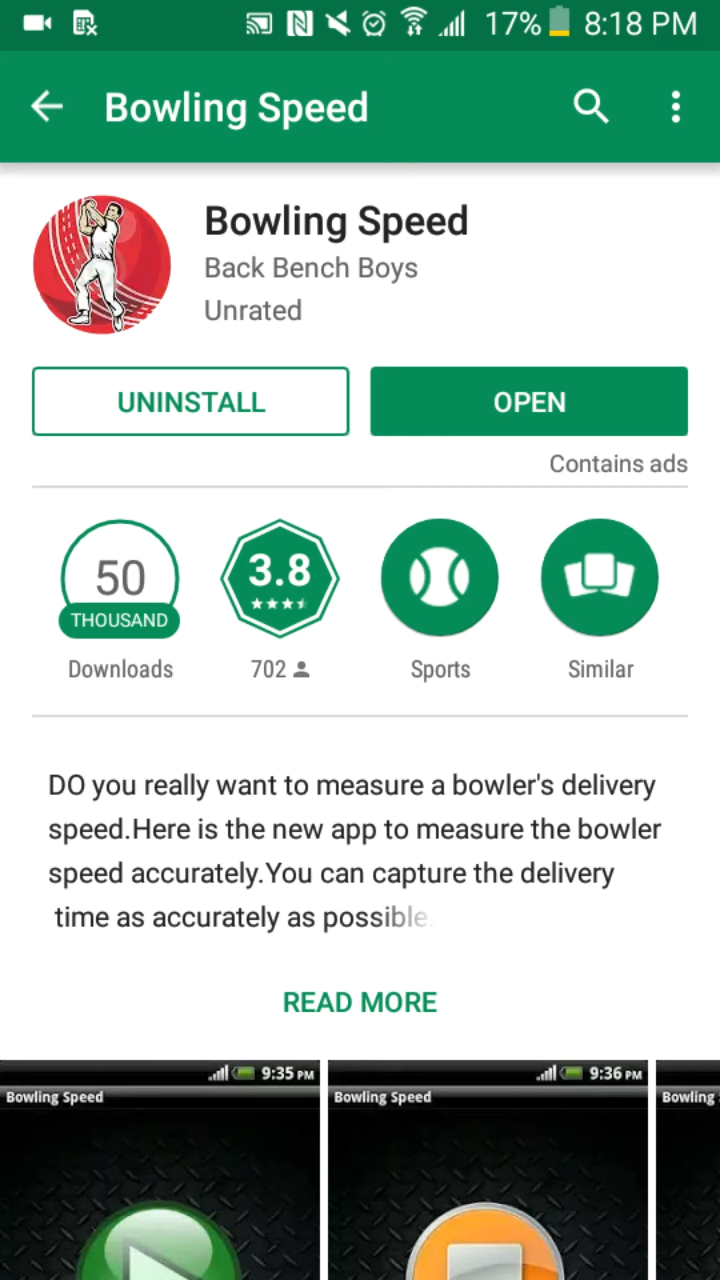 17% 8:18 PM
Bowling Speed
Bowling Speed
Back Bench Boys
Unrated
UNINSTALL
OPEN
Contains ads
50
THOUSAND
3.8
Downloads
702
Sports
Similar
DO you really want to measure a bowler's delivery
speed.Here is the new app to measure the bowler
speed accurately.You can capture the delivery
time as accurately as possible.
READ MORE
9:35 PM
Bowling Speed
9:36 PM
Bowling Speed
Bowling